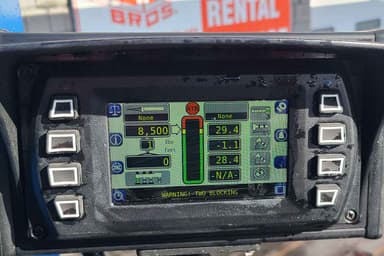 BROS.
RENTAL
None
None
8,500
29.4
lbs
feet
-1.1
0
28.4
-N/A-
WARNING! TWO BLOCKING